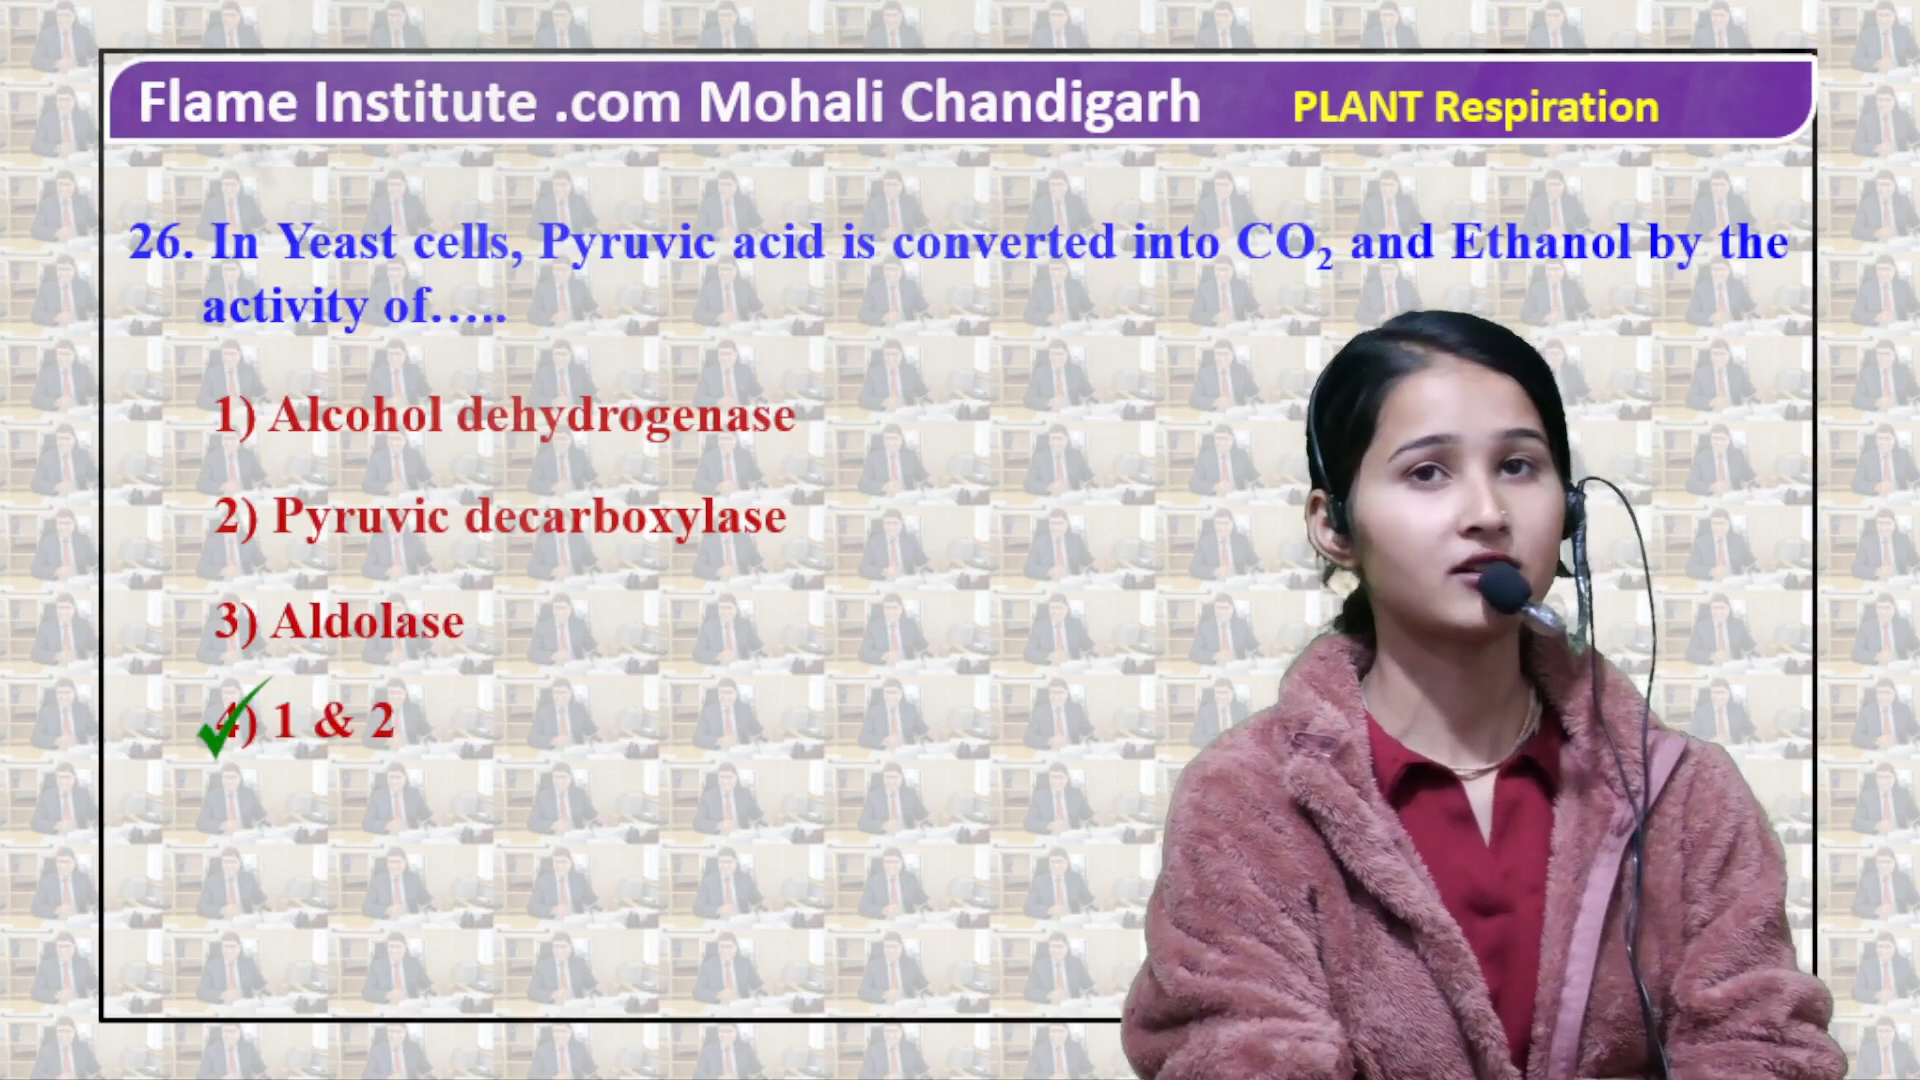 Flame Institute .com Mohali Chandigarh PLANT Respiration
26. In Yeast cells, Pyruvic acid is converted into CO₂ and Ethanol by the
activity of.....
1) Alcohol dehydrogenase
2) Pyruvic decarboxylase
3) Aldolase
4) 1 & 2